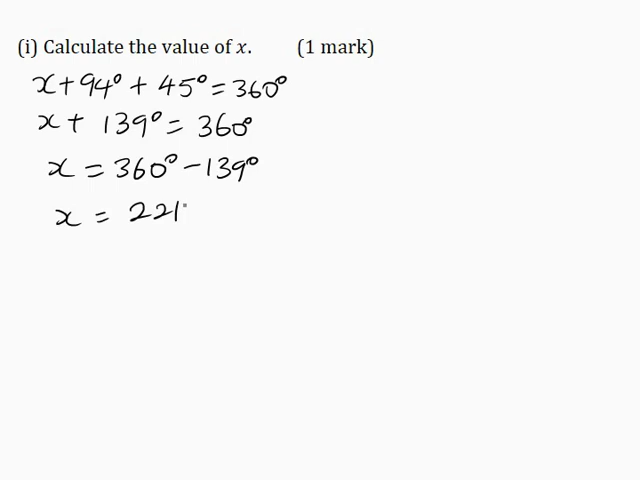 (i) Calculate the value of x. (1 mark)
x + 94° + 45° = 360°
x + 139° = 360°
x = 360° - 139°
x = 221